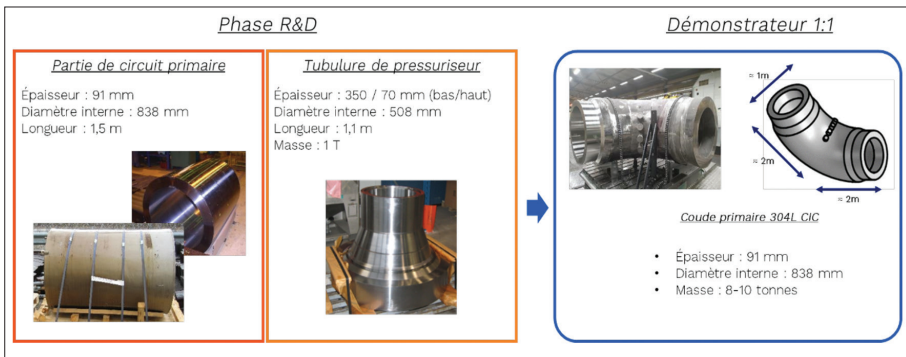 Phase R&D
Partie de circuit primaire
Épaisseur : 91 mm
Diamètre interne : 838 mm
Longueur : 1,5 m
Tubulure de pressuriseur
Épaisseur : 350 / 70 mm (bas/haut)
Diamètre interne : 508 mm
Longueur : 1,1 m
Masse : 1 T
Démonstrateur 1:1
≈ 1m
≈ 2m
≈ 2m
Coude primaire 304L CIC
• Épaisseur : 91 mm
• Diamètre interne : 838 mm
• Masse : 8-10 tonnes